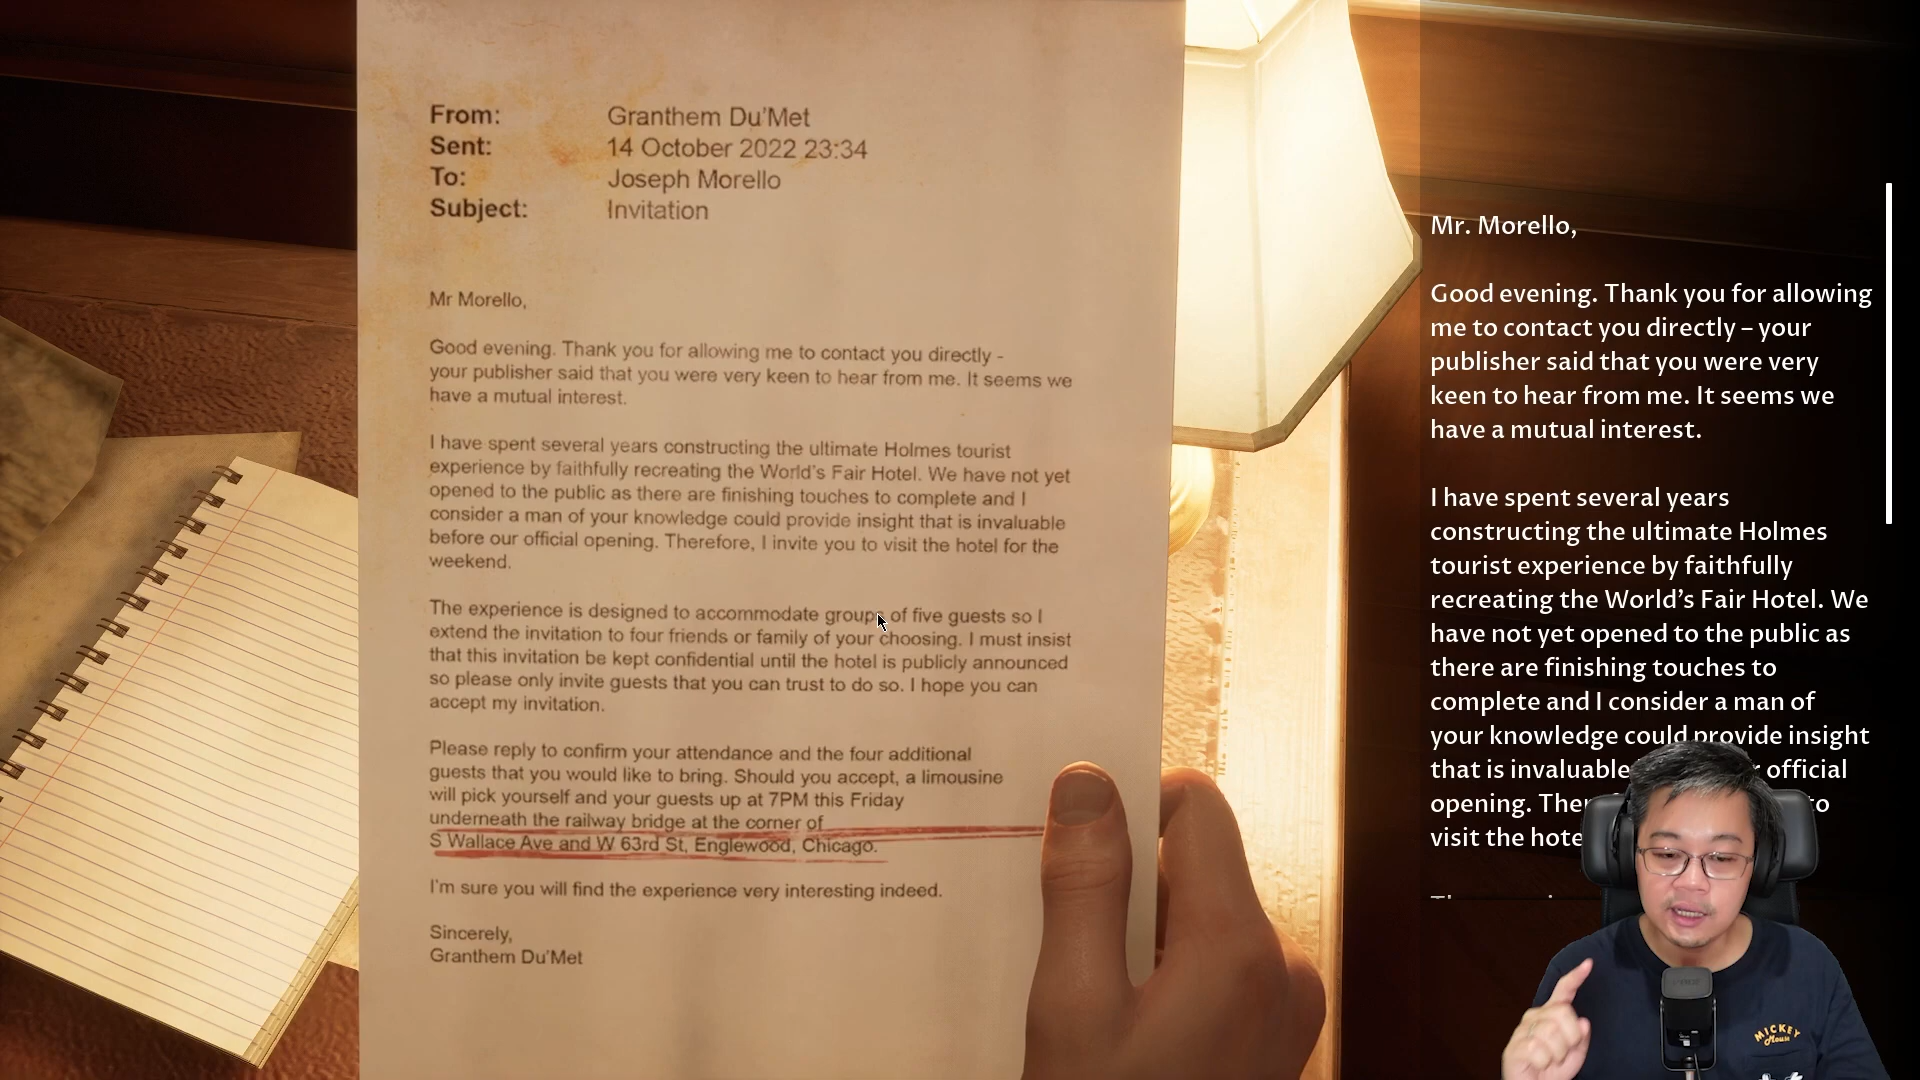 From: Granthem Du'Met
Sent: 14 October 2022 23:34
To: Joseph Morello
Subject: Invitation
Mr Morello,
Good evening. Thank you for allowing me to contact you directly -
your publisher said that you were very keen to hear from me. It seems we
have a mutual interest.
I have spent several years constructing the ultimate Holmes tourist
experience by faithfully recreating the World's Fair Hotel. We have not yet
opened to the public as there are finishing touches to complete and I
consider a man of your knowledge could provide insight that is invaluable
before our official opening. Therefore, I invite you to visit the hotel for the
weekend.
The experience is designed to accommodate groups of five guests so I
extend the invitation to four friends or family of your choosing. I must insist
that this invitation be kept confidential until the hotel is publicly announced
so please only invite guests that you can trust to do so. I hope you can
accept my invitation.
Please reply to confirm your attendance and the four additional
guests that you would like to bring. Should you accept, a limousine
will pick yourself and your guests up at 7PM this Friday
underneath the railway bridge at the corner of
S Wallace Ave and W 63rd St, Englewood, Chicago.
I'm sure you will find the experience very interesting indeed.
Sincerely,
Granthem Du'Met
Mr. Morello,
Good evening. Thank you for allowing
me to contact you directly – your
publisher said that you were very
keen to hear from me. It seems we
have a mutual interest.
I have spent several years
constructing the ultimate Holmes
tourist experience by faithfully
recreating the World's Fair Hotel. We
have not yet opened to the public as
there are finishing touches to
complete and I consider a man of
your knowledge could provide insight
that is invaluable official
opening. to
visit the
MICKEY
Mouse